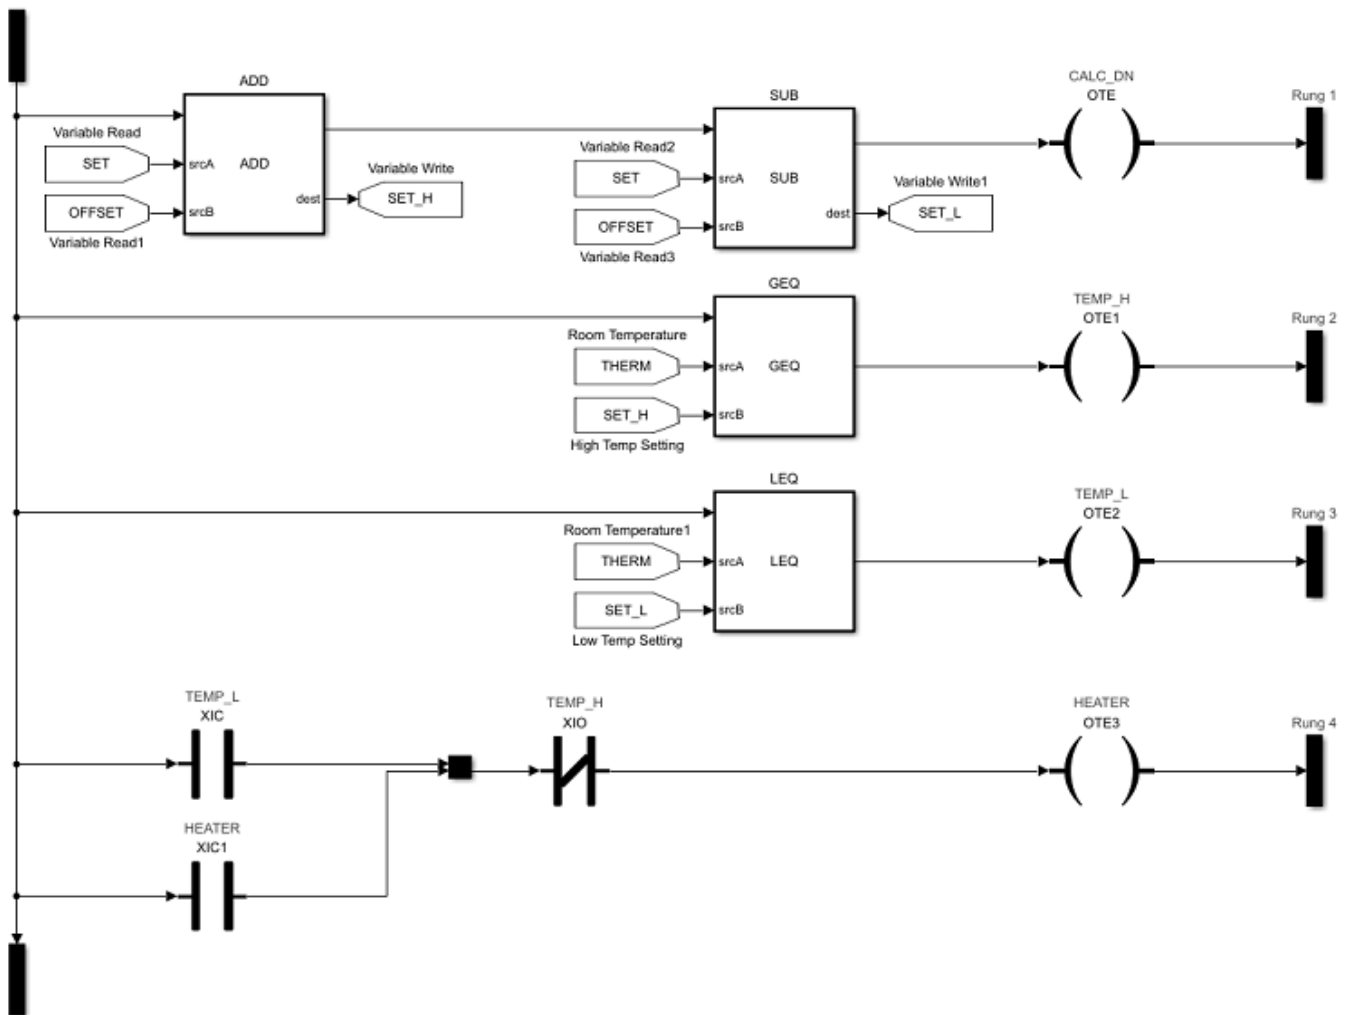 ADD
Variable Read
SET
srcA
ADD
OFFSET
srcB
Variable Read1
dest
Variable Write
SET_H
SUB
Variable Read2
SET
srcA
SUB
OFFSET
srcB
Variable Read3
dest
Variable Write1
SET_L
CALC_DN
OTE
Rung 1
GEQ
Room Temperature
THERM
srcA
GEQ
SET_H
srcB
High Temp Setting
TEMP_H
OTE1
Rung 2
LEQ
Room Temperature1
THERM
srcA
LEQ
SET_L
srcB
Low Temp Setting
TEMP_L
OTE2
Rung 3
TEMP_L
XIC
TEMP_H
XIO
HEATER
OTE3
Rung 4
HEATER
XIC1